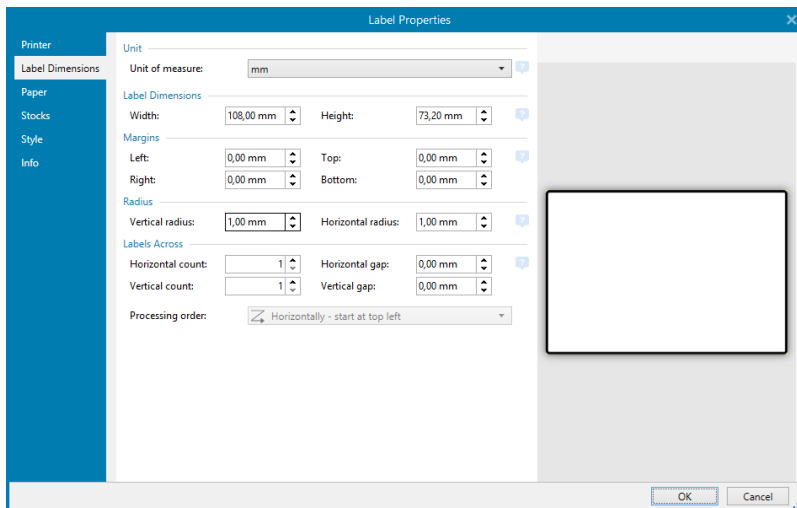 Label Properties
Printer
Label Dimensions
Paper
Stocks
Style
Info
Unit
Unit of measure: mm
Label Dimensions
Width: 108,00 mm Height: 73,20 mm
Margins
Left: 0,00 mm Top: 0,00 mm
Right: 0,00 mm Bottom: 0,00 mm
Radius
Vertical radius: 1,00 mm Horizontal radius: 1,00 mm
Labels Across
Horizontal count: 1 Horizontal gap: 0,00 mm
Vertical count: 1 Vertical gap: 0,00 mm
Processing order: Horizontally - start at top left
OK Cancel